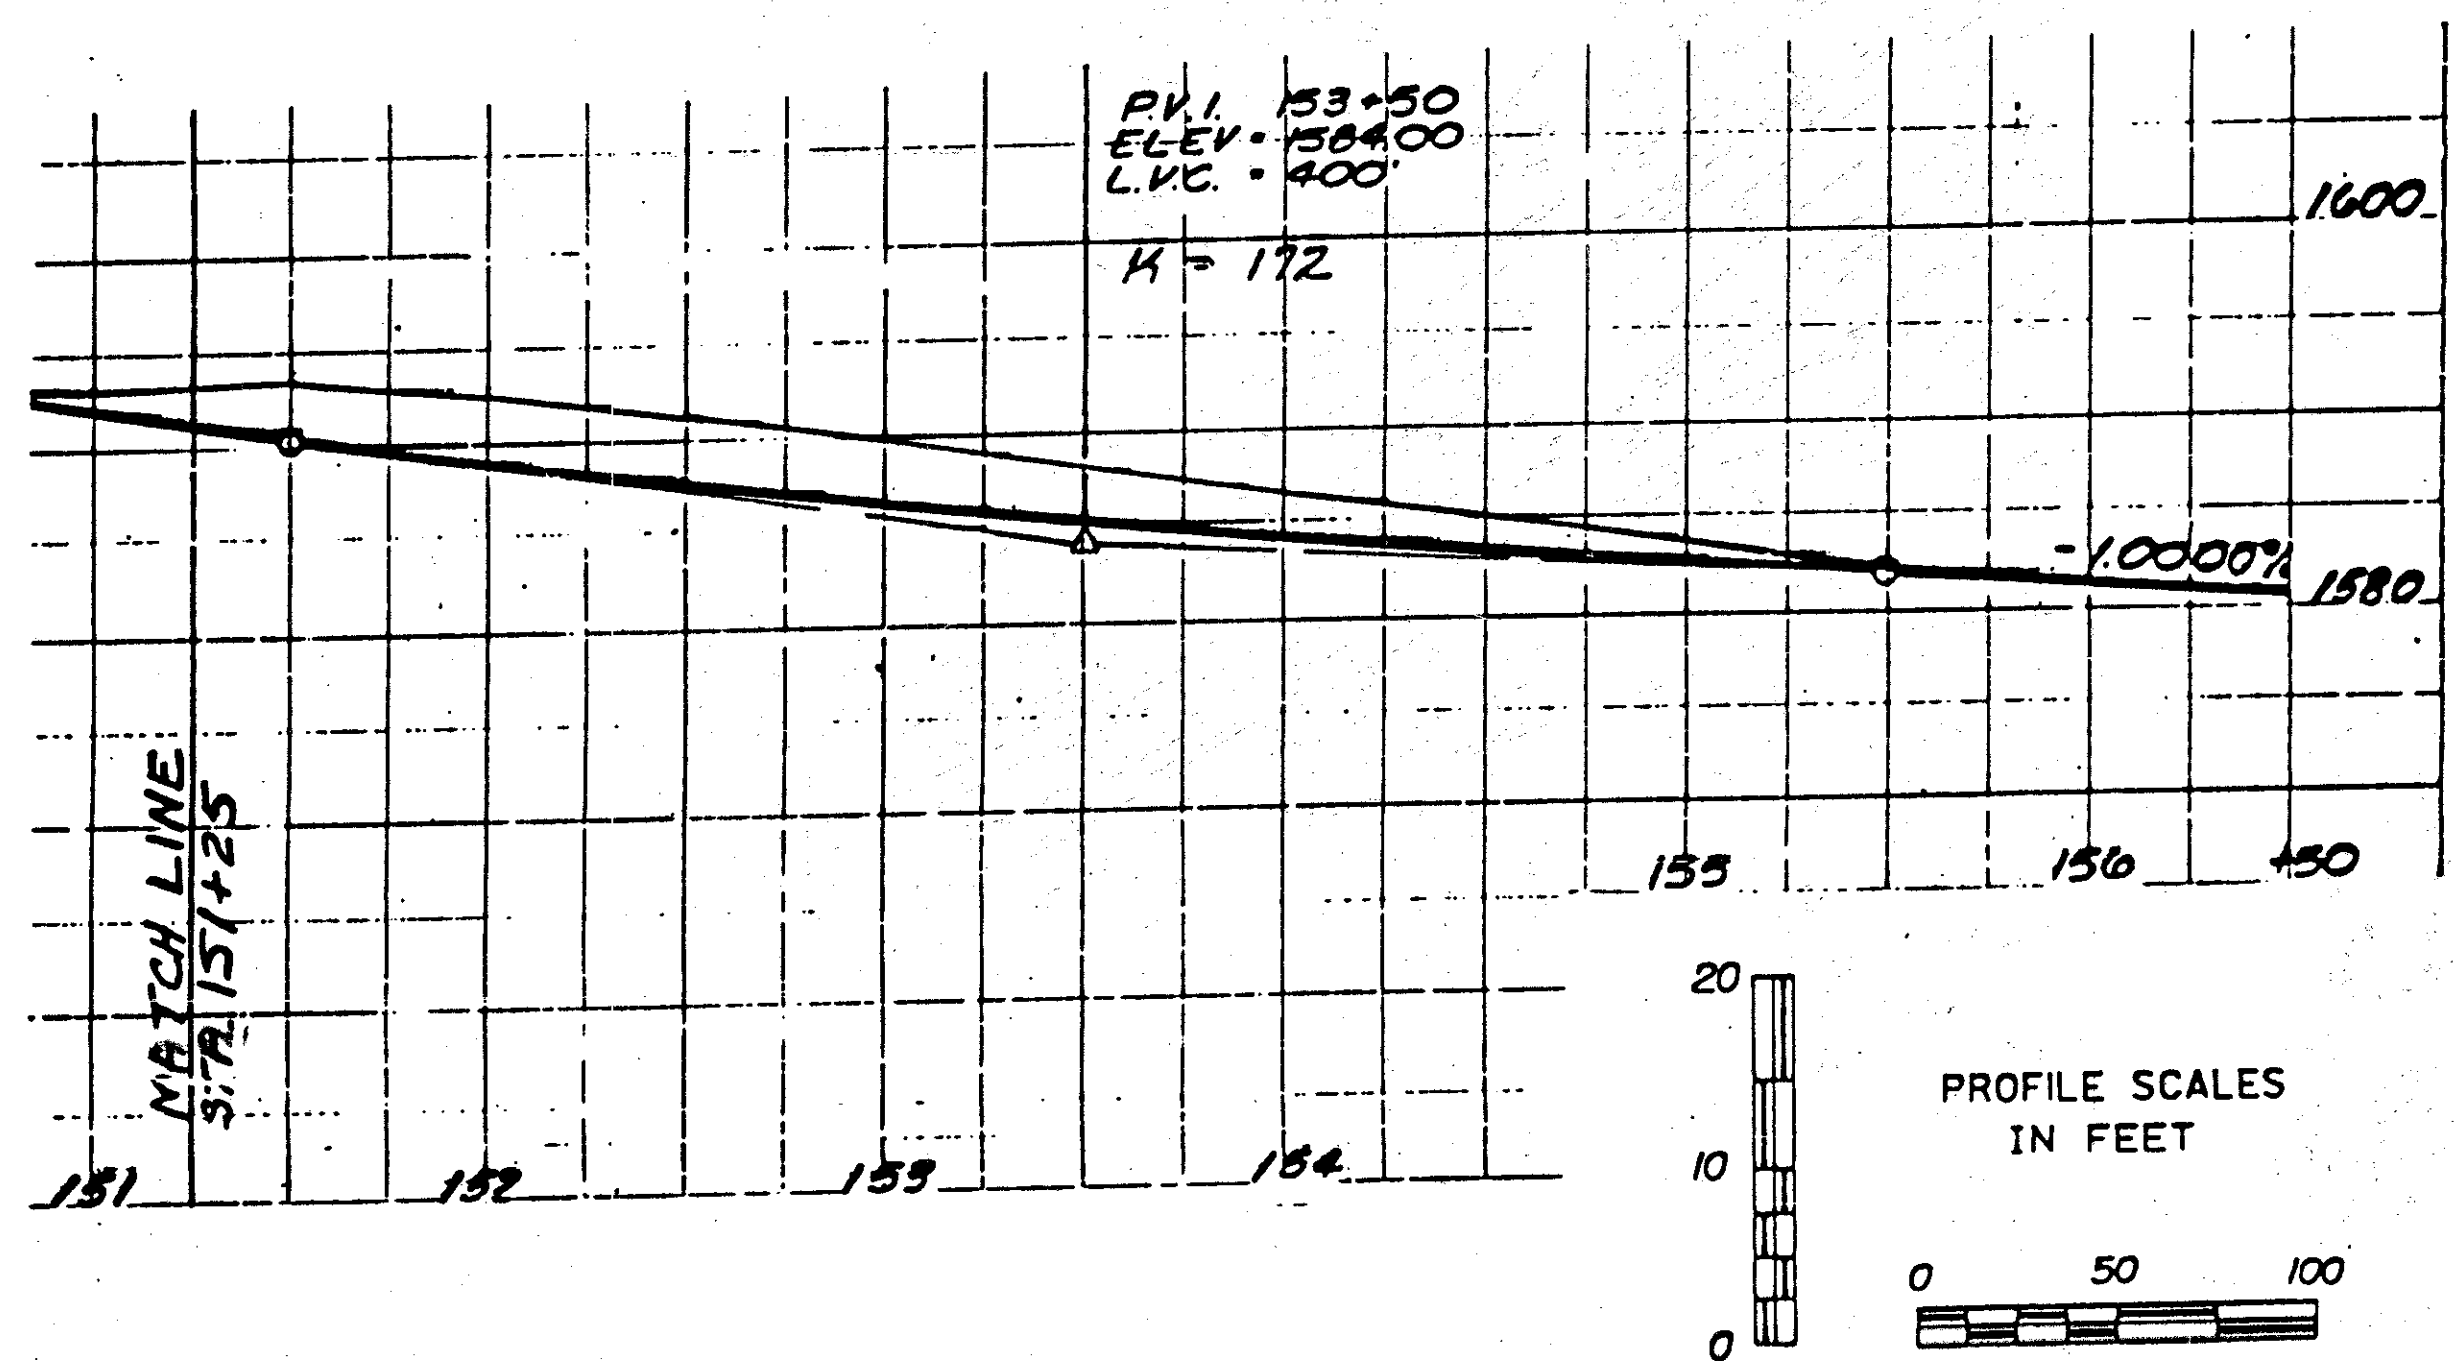 P.V.I. 153+50
ELEV = 1584.00
L.V.C. = 400'
K = 172
1600
-1.0000%
1580
MATCH LINE
STA. 151+25
151
152
153
154
155
156
+50
20
10
0
PROFILE SCALES
IN FEET
0 50 100